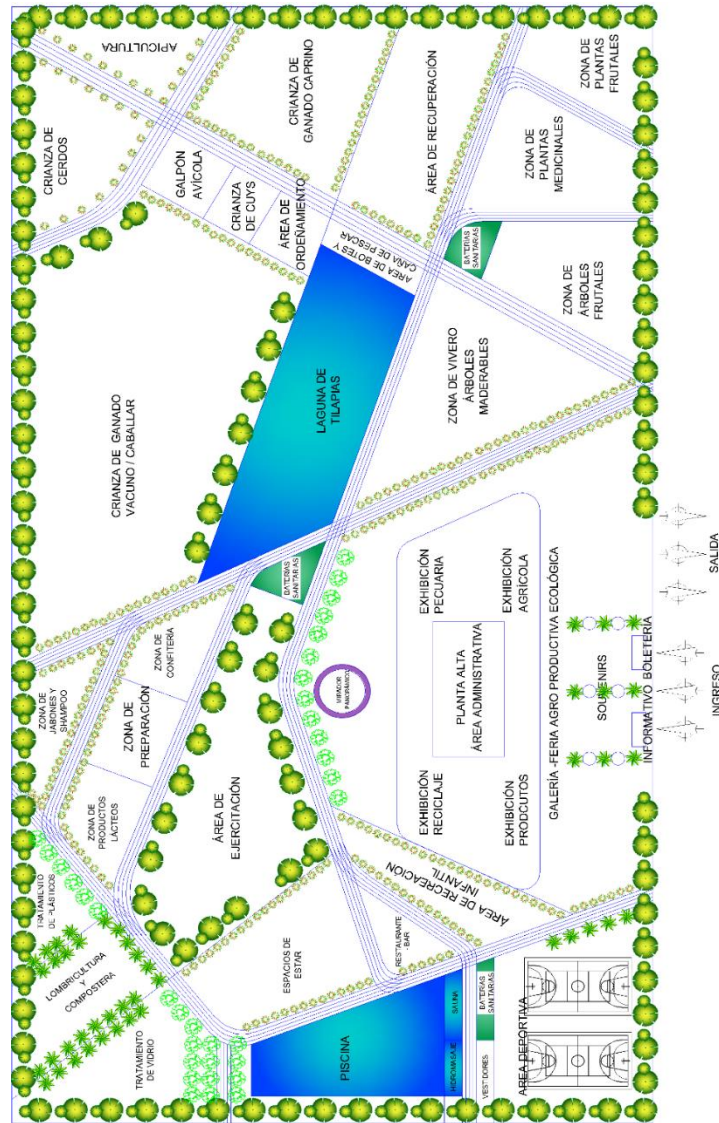 APICULTURA
CRIANZA DE
CERDOS
CRIANZA DE
GANADO CAPRINO
GALPÓN
AVÍCOLA
CRIANZA
DE CUYS
ÁREA DE
ORDENAMIENTO
ÁREA DE RECUPERACIÓN
ZONA DE
PLANTAS
FRUTALES
ZONA DE
PLANTAS
MEDICINALES
ÁREA DE BOTES Y
CAÑA DE PESCAR
BATERÍAS
SANITARIAS
ZONA DE
ÁRBOLES
FRUTALES
LAGUNA DE
TILAPIAS
ZONA DE VIVERO
ÁRBOLES
MADERABLES
CRIANZA DE GANADO
VACUNO / CABALLAR
BATERÍAS
SANITARIAS
EXHIBICIÓN
PECUARIA
EXHIBICIÓN
AGRÍCOLA
PLANTA ALTA
ÁREA ADMINISTRATIVA
EXHIBICIÓN
RECICLAJE
EXHIBICIÓN
PRODCUTOS
GALERÍA -FERIA AGRO PRODUCTIVA ECOLÓGICA
SOUVENIRS
INFORMATIVO BOLETERÍA
SALIDA
INGRESO
MIRADOR
PANORÁMICO
ZONA DE
CONFITERÍA
ZONA DE
JABONES Y
SHAMPOO
ZONA DE
PREPARACIÓN
ZONA DE
PRODUCTOS
LÁCTEOS
ÁREA DE
EJERCITACIÓN
TRATAMIENTO
DE PLÁSTICOS
LOMBRICULTURA
Y
COMPOSTERA
TRATAMIENTO
DE VIDRIO
ESPACIOS DE
ESTAR
RESTAURANTE
- BAR
ÁREA DE RECREACIÓN
INFANTIL
PISCINA
SAUNA
HIDROMASAJE
BATERÍAS
SANITARIAS
VESTIDORES
ÁREA DEPORTIVA